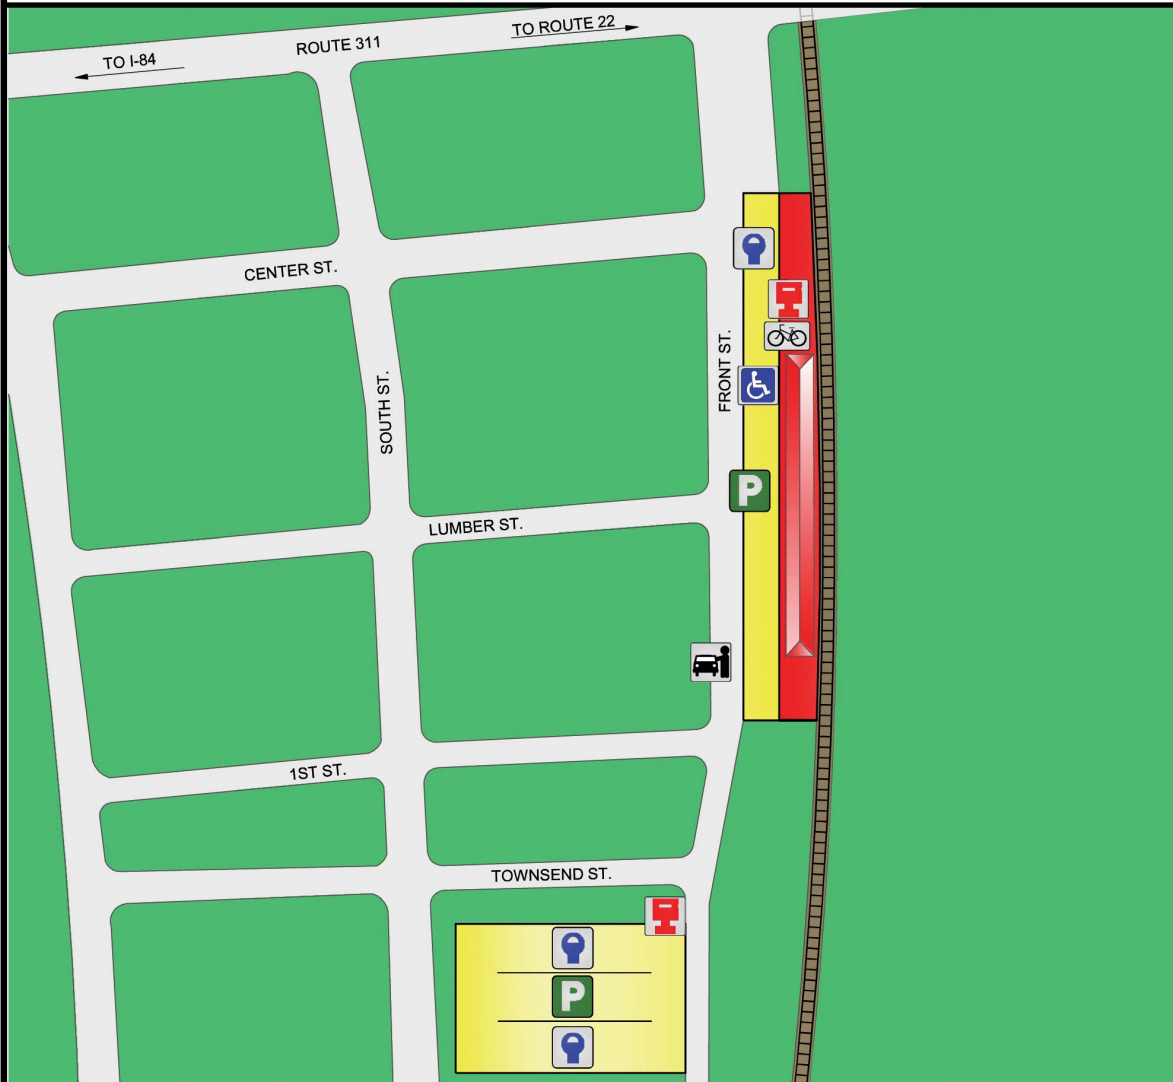 TO ROUTE 22
ROUTE 311
TO I-84
CENTER ST.
FRONT ST.
SOUTH ST.
P
LUMBER ST.
1ST ST.
TOWNSEND ST.
P